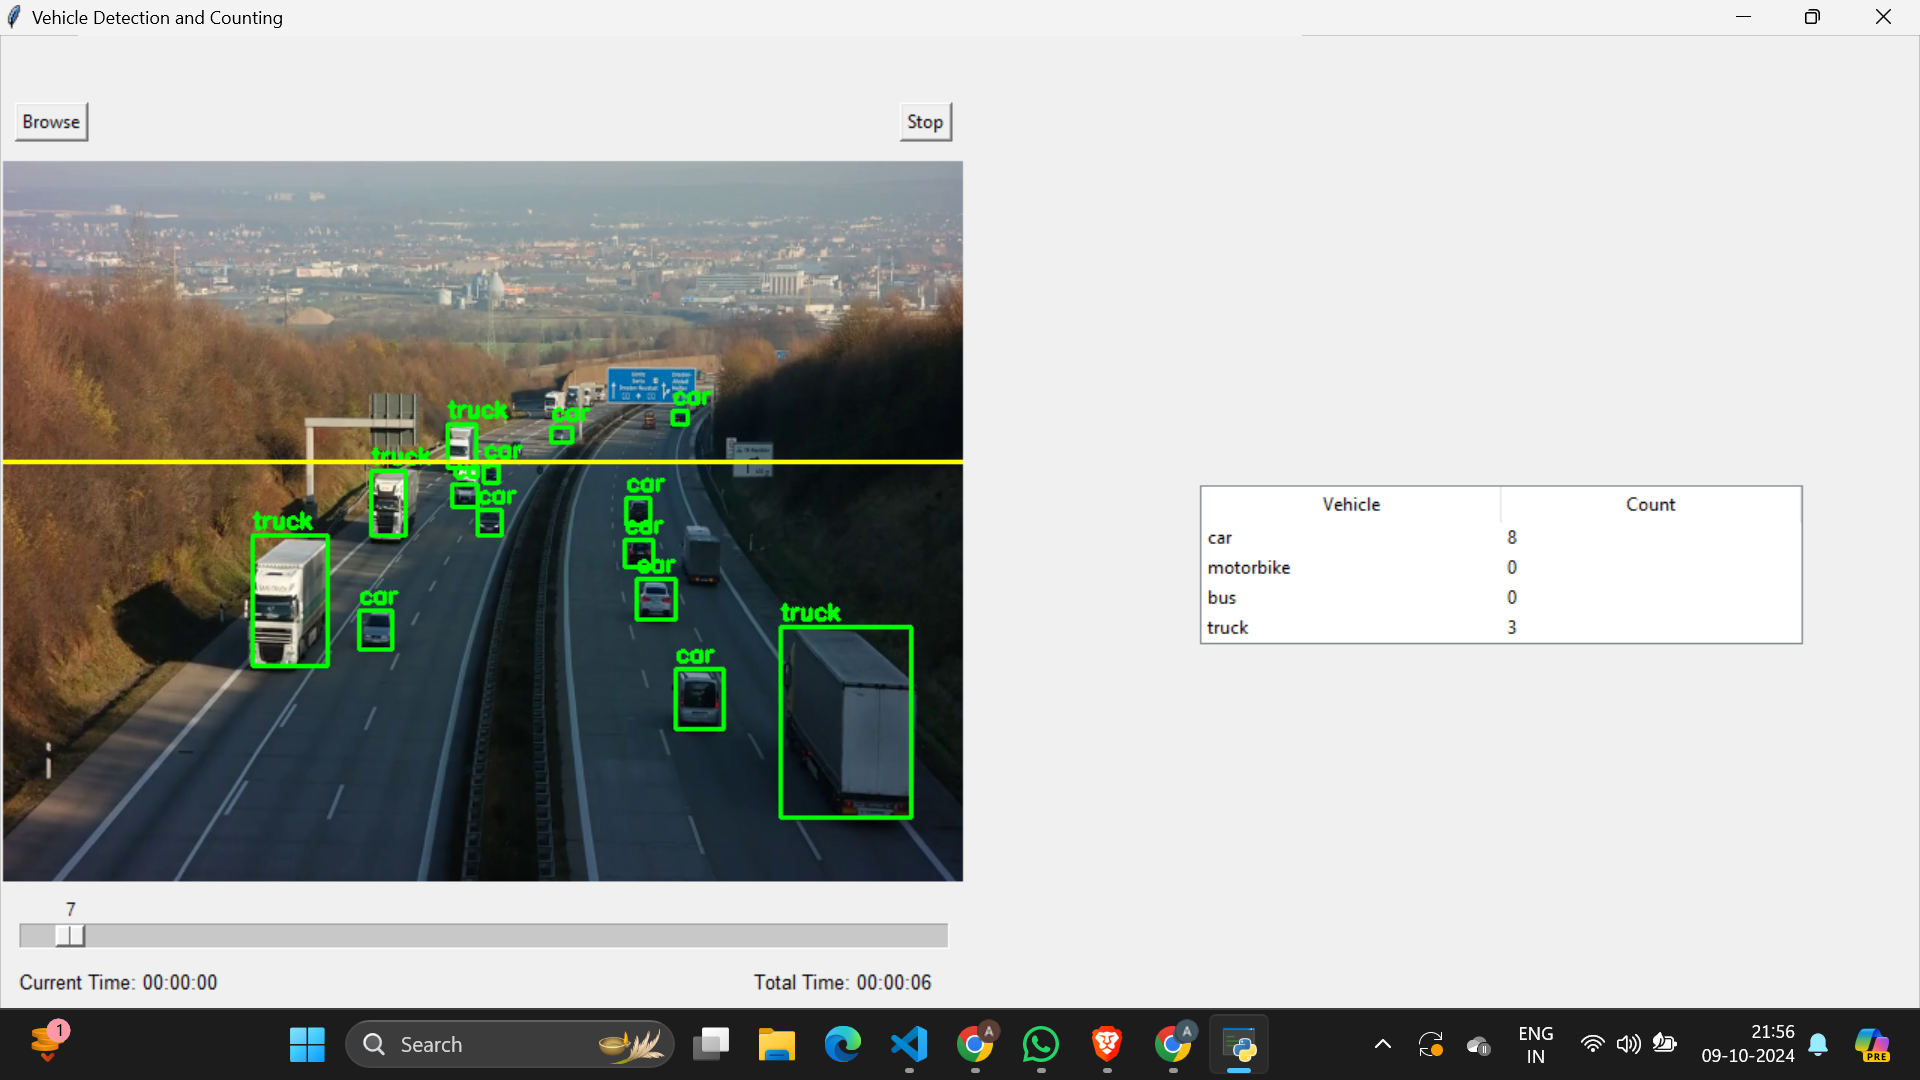 Vehicle Detection and Counting
Browse
Stop
car
truck
car
truck
car
car
car
truck
car
car
car
truck
car
car
7
Current Time: 00:00:00
Total Time: 00:00:06
Vehicle Count
car 8
motorbike 0
bus 0
truck 3
1
Search
A
A
ENG
IN
21:56
09-10-2024
PRE